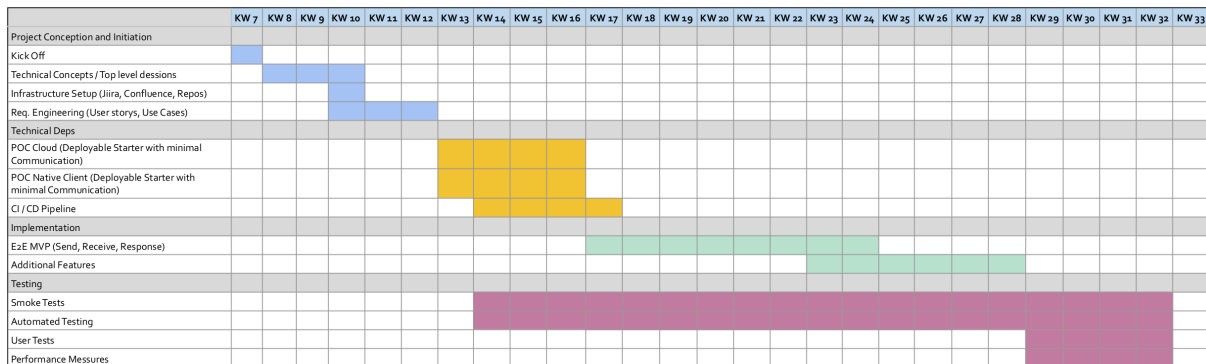 KW 7 KW 8 KW 9 KW 10 KW 11 KW 12 KW 13 KW 14 KW 15 KW 16 KW 17 KW 18 KW 19 KW 20 KW 21 KW 22 KW 23 KW 24 KW 25 KW 26 KW 27 KW 28 KW 29 KW 30 KW 31 KW 32 KW 33
Project Conception and Initiation
Kick Off
Technical Concepts / Top level dessions
Infrastructure Setup (Jiira, Confluence, Repos)
Req. Engineering (User storys, Use Cases)
Technical Deps
POC Cloud (Deployable Starter with minimal
Communication)
POC Native Client (Deployable Starter with
minimal Communication)
CI / CD Pipeline
Implementation
E2E MVP (Send, Receive, Response)
Additional Features
Testing
Smoke Tests
Automated Testing
User Tests
Performance Messures